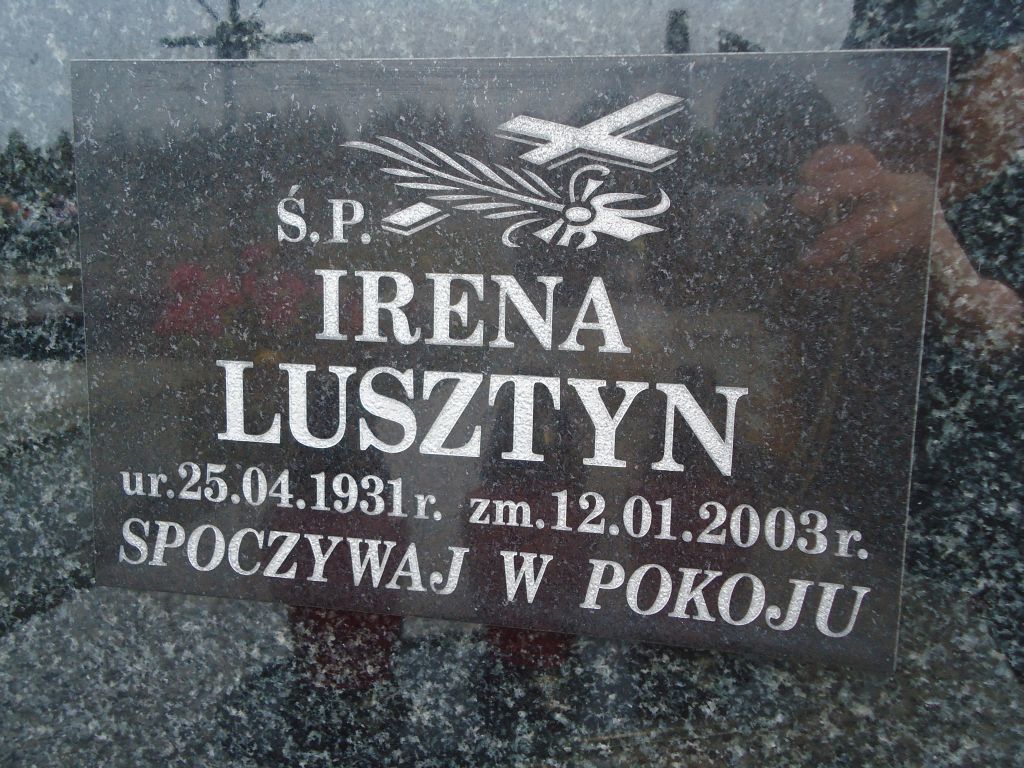 Ś.P.
IRENA
LUSZTYN
ur.25.04.1931r. zm.12.01.2003r.
SPOCZYWAJ W POKOJU